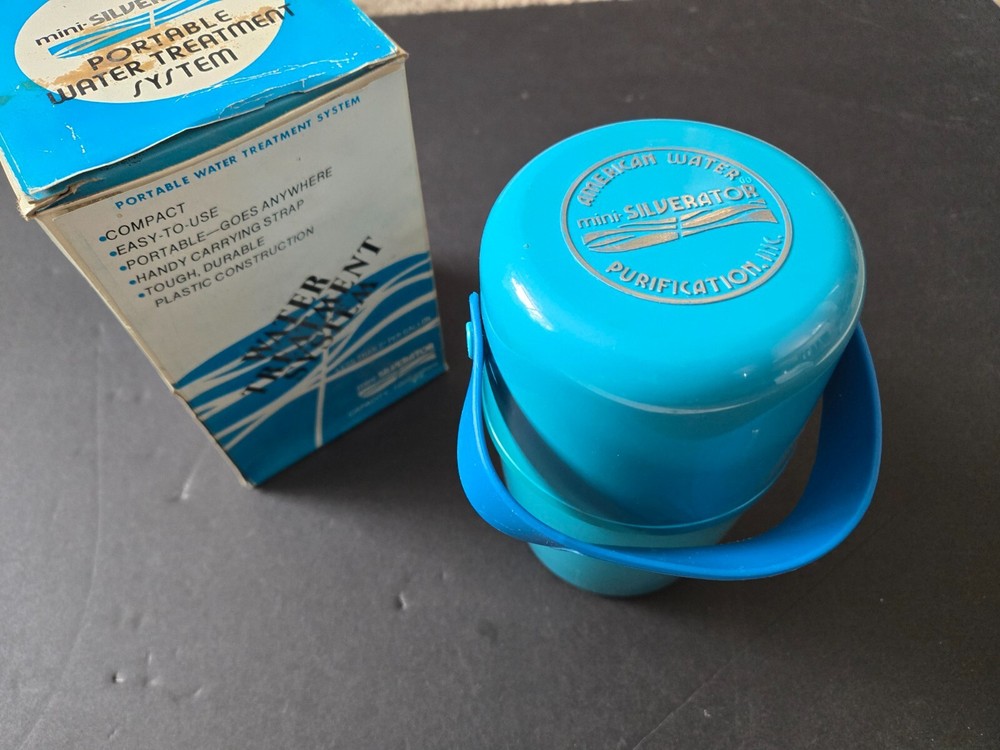 mini-SILVERA
PORTABLE
WATER TREATMENT
SYSTEM
PORTABLE WATER TREATMENT SYSTEM
•COMPACT
•EASY-TO-USE
•PORTABLE—GOES ANYWHERE
•HANDY CARRYING STRAP
•TOUGH, DURABLE
PLASTIC CONSTRUCTION
WATER
TREATMENT
SYSTEM
AMERICAN WATER
mini-SILVERATOR
PURIFICATION, INC.